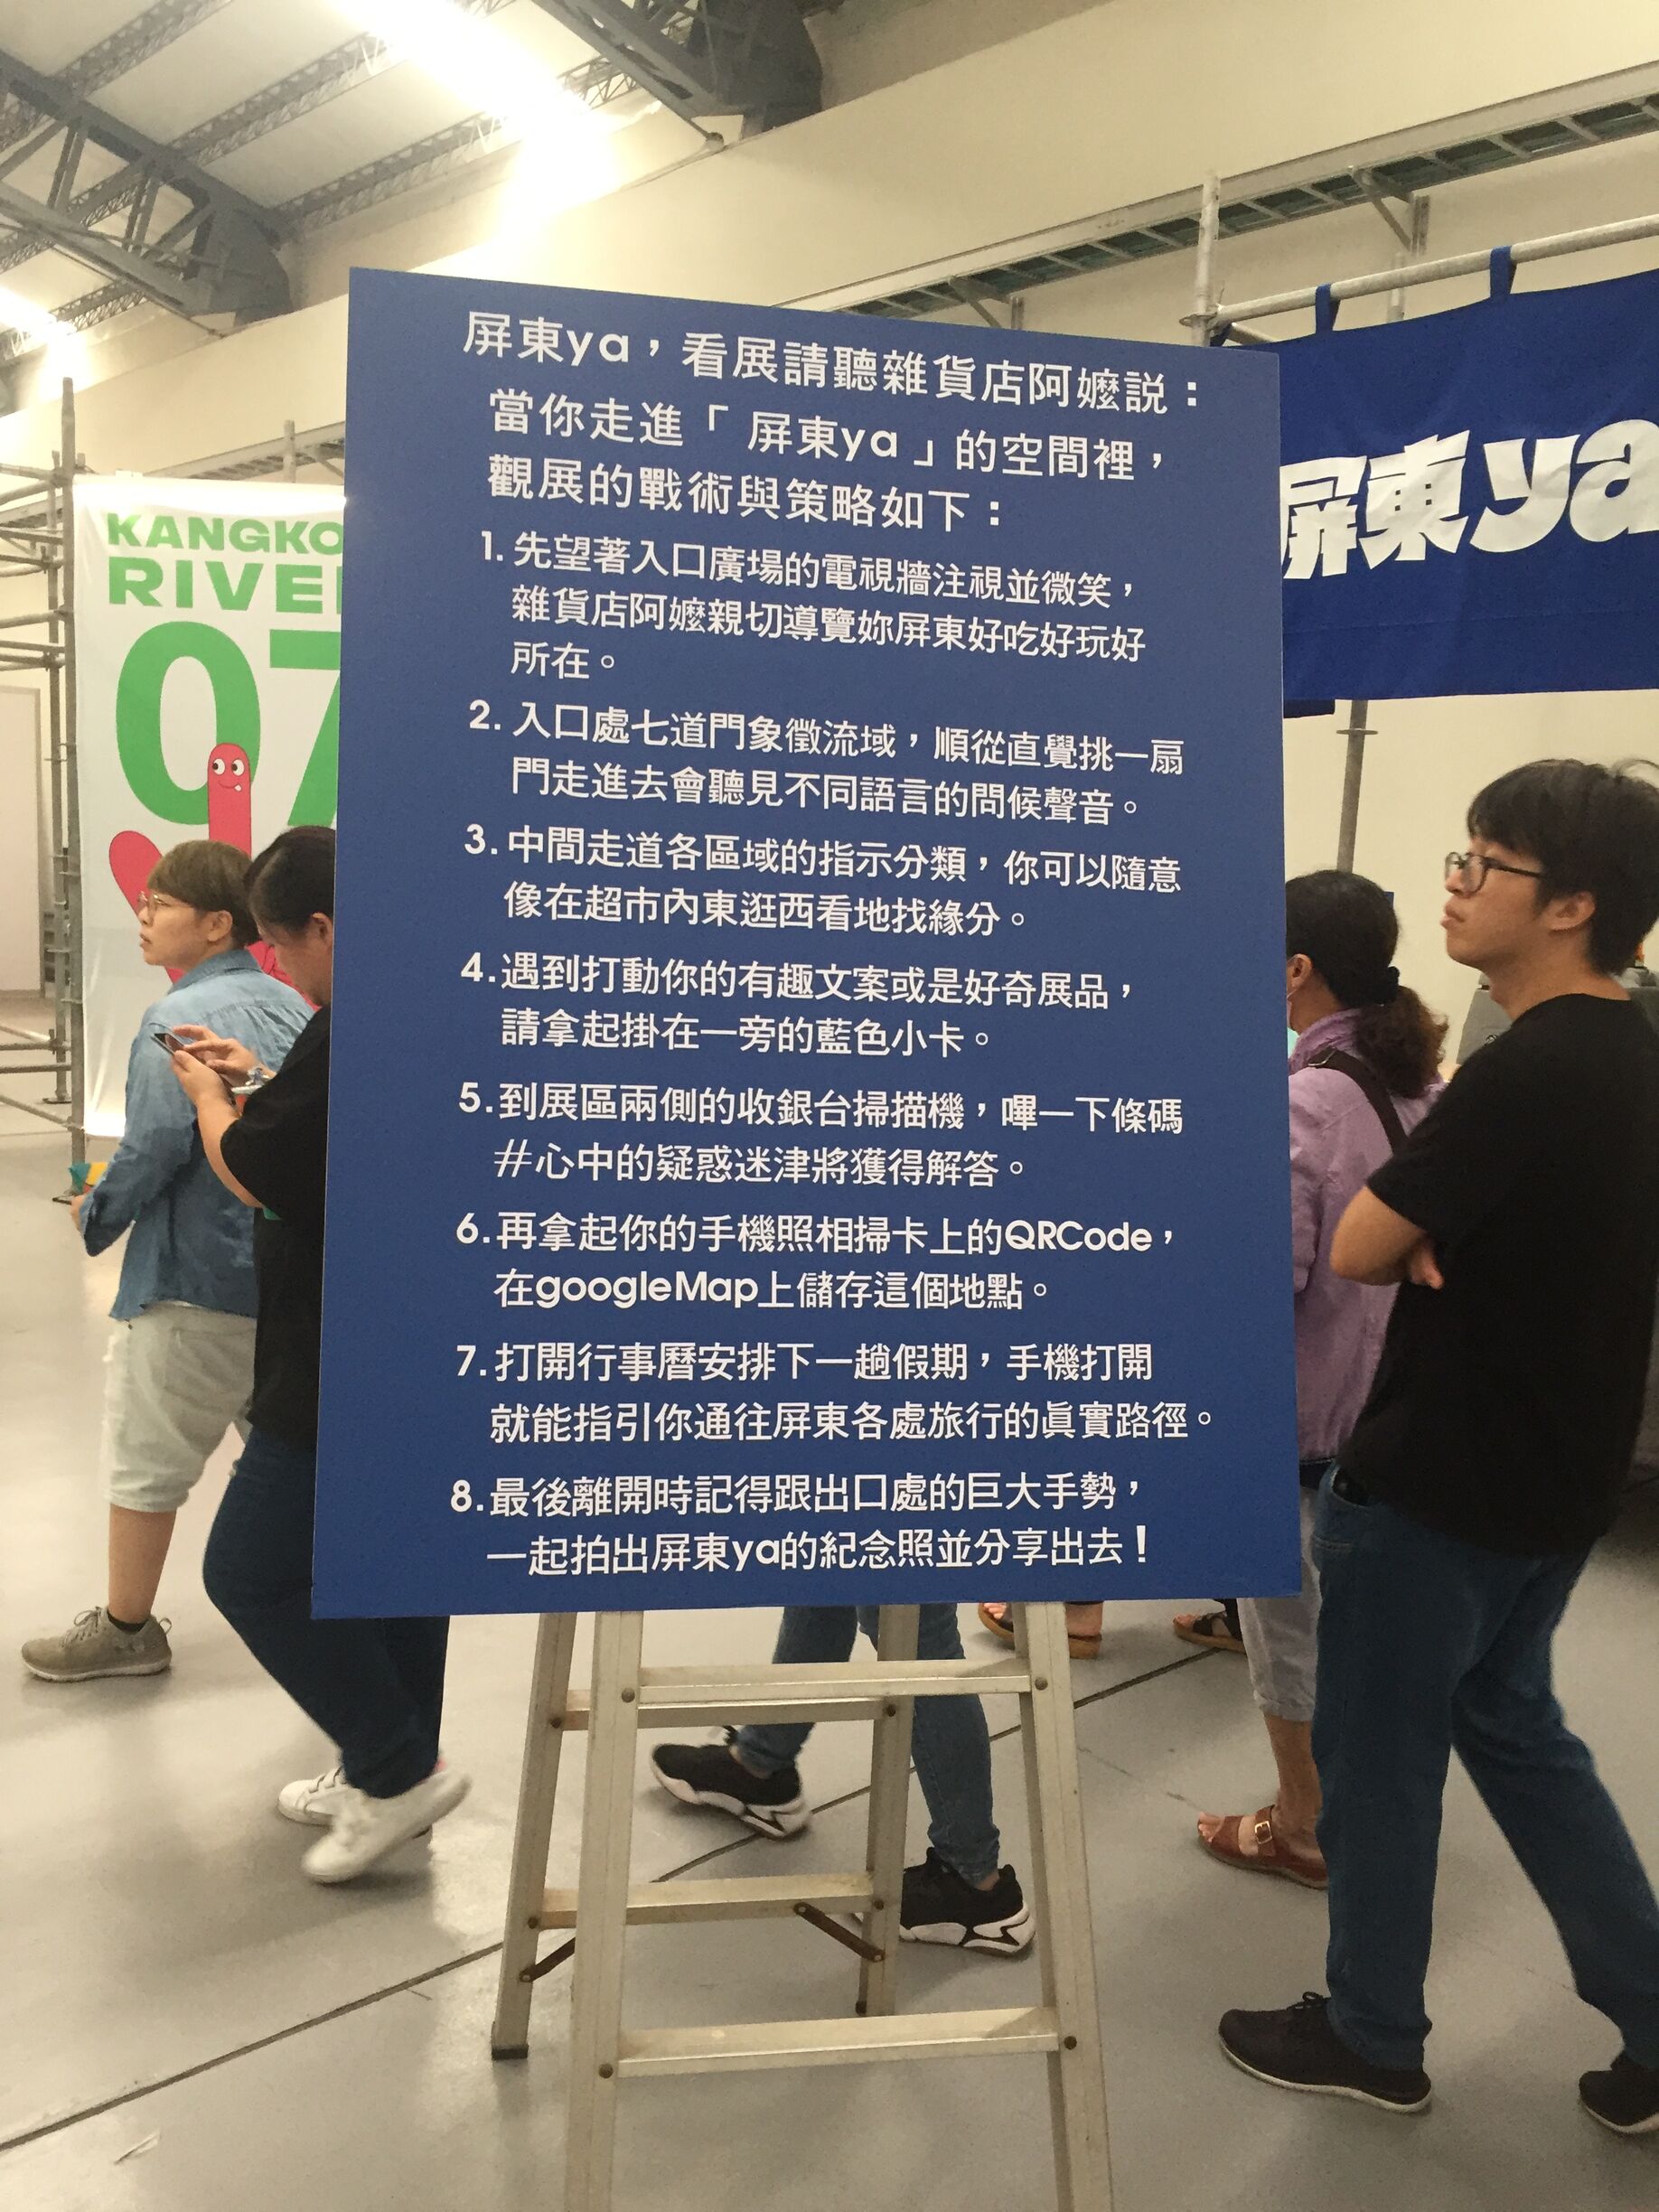 屏東ya，看展請聽雜貨店阿嬤説：
當你走進「屏東ya」的空間裡，
觀展的戰術與策略如下：
1.先望著入口廣場的電視牆注視並微笑，
雜貨店阿嬤親切導覽妳屏東好吃好玩好
所在。
2.入口處七道門象徵流域，順從直覺挑一扇
門走進去會聽見不同語言的問候聲音。
3.中間走道各區域的指示分類，你可以隨意
像在超市內東逛西看地找緣分。
4.遇到打動你的有趣文案或是好奇展品，
請拿起掛在一旁的藍色小卡。
5.到展區兩側的收銀台掃描機，嗶一下條碼
#心中的疑惑迷津將獲得解答。
6.再拿起你的手機照相掃卡上的QRCode，
在googleMap上儲存這個地點。
7.打開行事曆安排下一趟假期，手機打開
就能指引你通往屏東各處旅行的真實路徑。
8.最後離開時記得跟出口處的巨大手勢，
一起拍出屏東ya的紀念照並分享出去！
KANGKO
RIVE
07
屏東ya